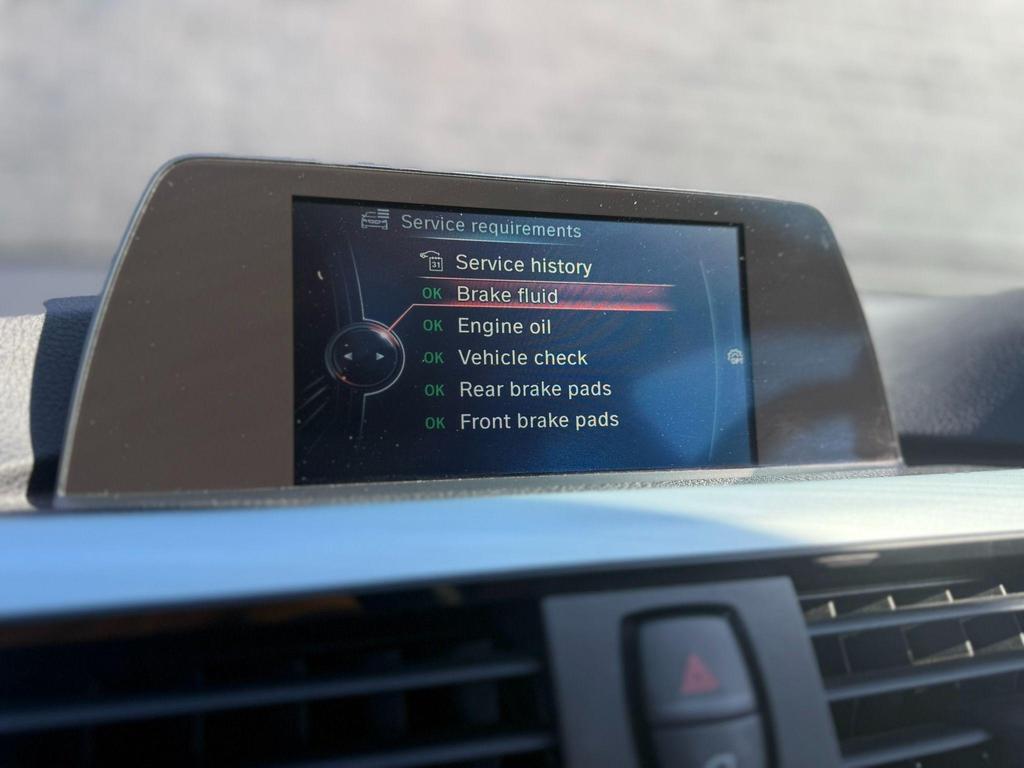 Service requirements
31 Service history
OK Brake fluid
OK Engine oil
OK Vehicle check
OK Rear brake pads
OK Front brake pads